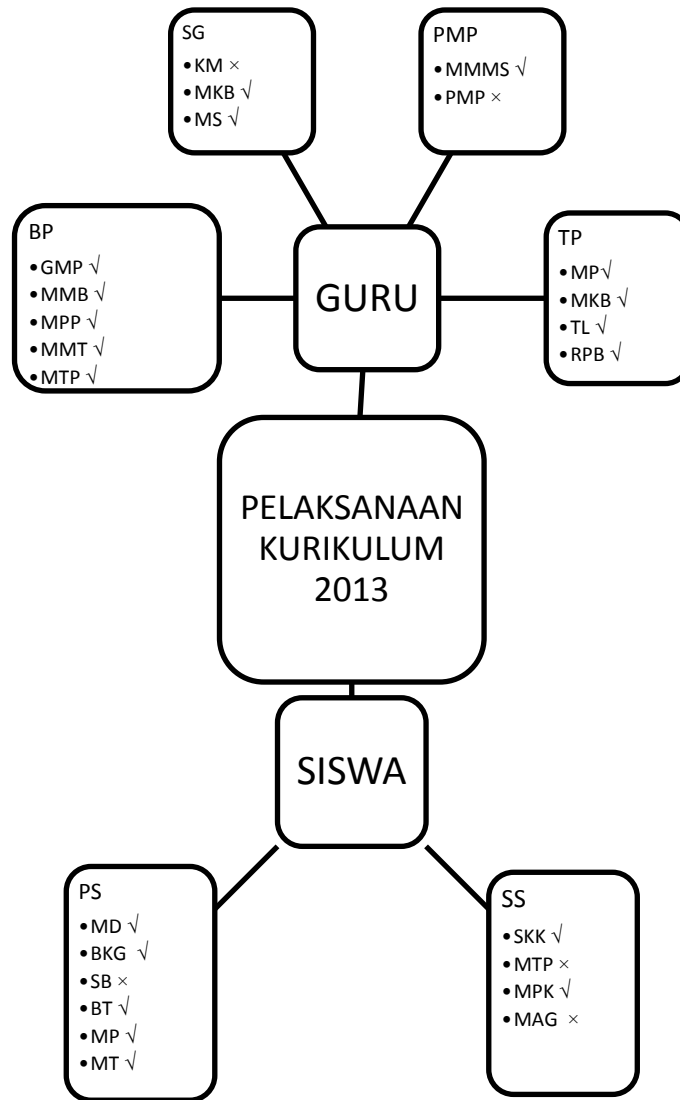 SG
•KM ×
•MKB √
•MS √
PMP
•MMMS √
•PMP ×
BP
•GMP √
•MMB √
•MPP √
•MMT √
•MTP √
GURU
TP
•MP√
•MKB √
•TL √
•RPB √
PELAKSANAAN
KURIKULUM
2013
SISWA
PS
•MD √
•BKG √
•SB ×
•BT √
•MP √
•MT √
SS
•SKK √
•MTP ×
•MPK √
•MAG ×